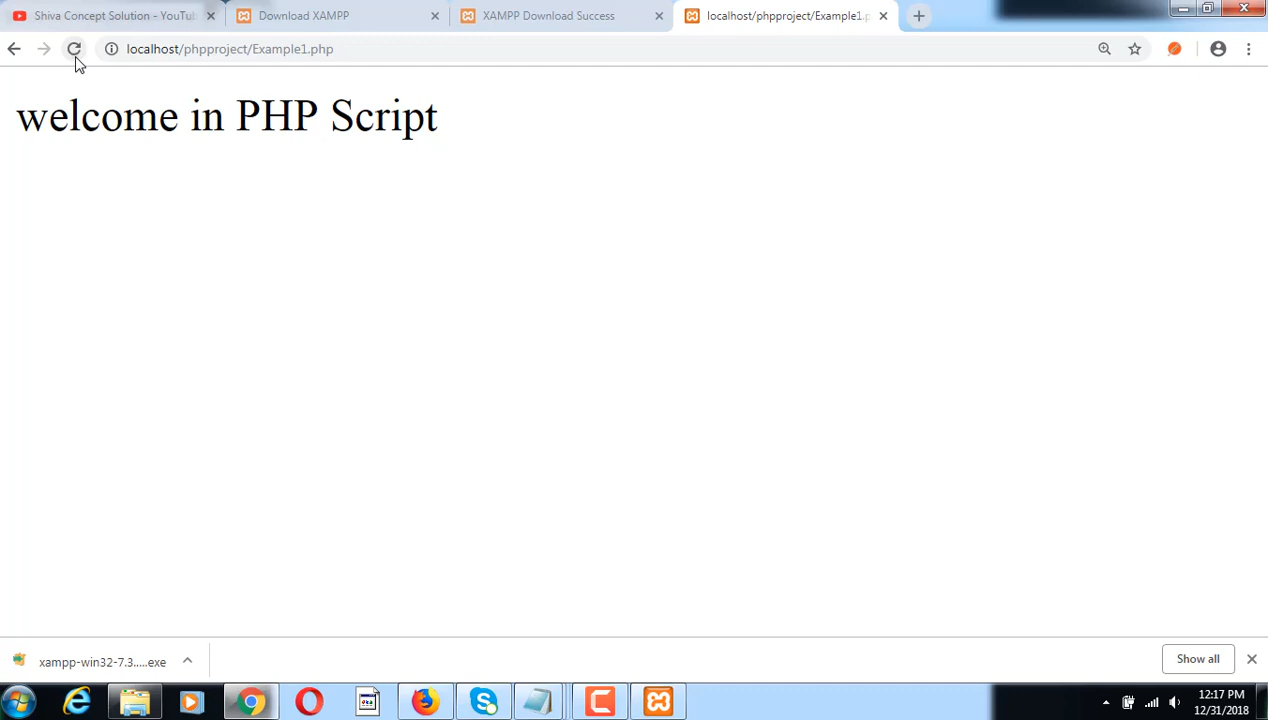 Shiva Concept Solution - YouTu
Download XAMPP
XAMPP Download Success
localhost/phpproject/Example1.p
localhost/phpproject/Example1.php
welcome in PHP Script
xampp-win32-7.3.....exe
Show all
12:17 PM
12/31/2018